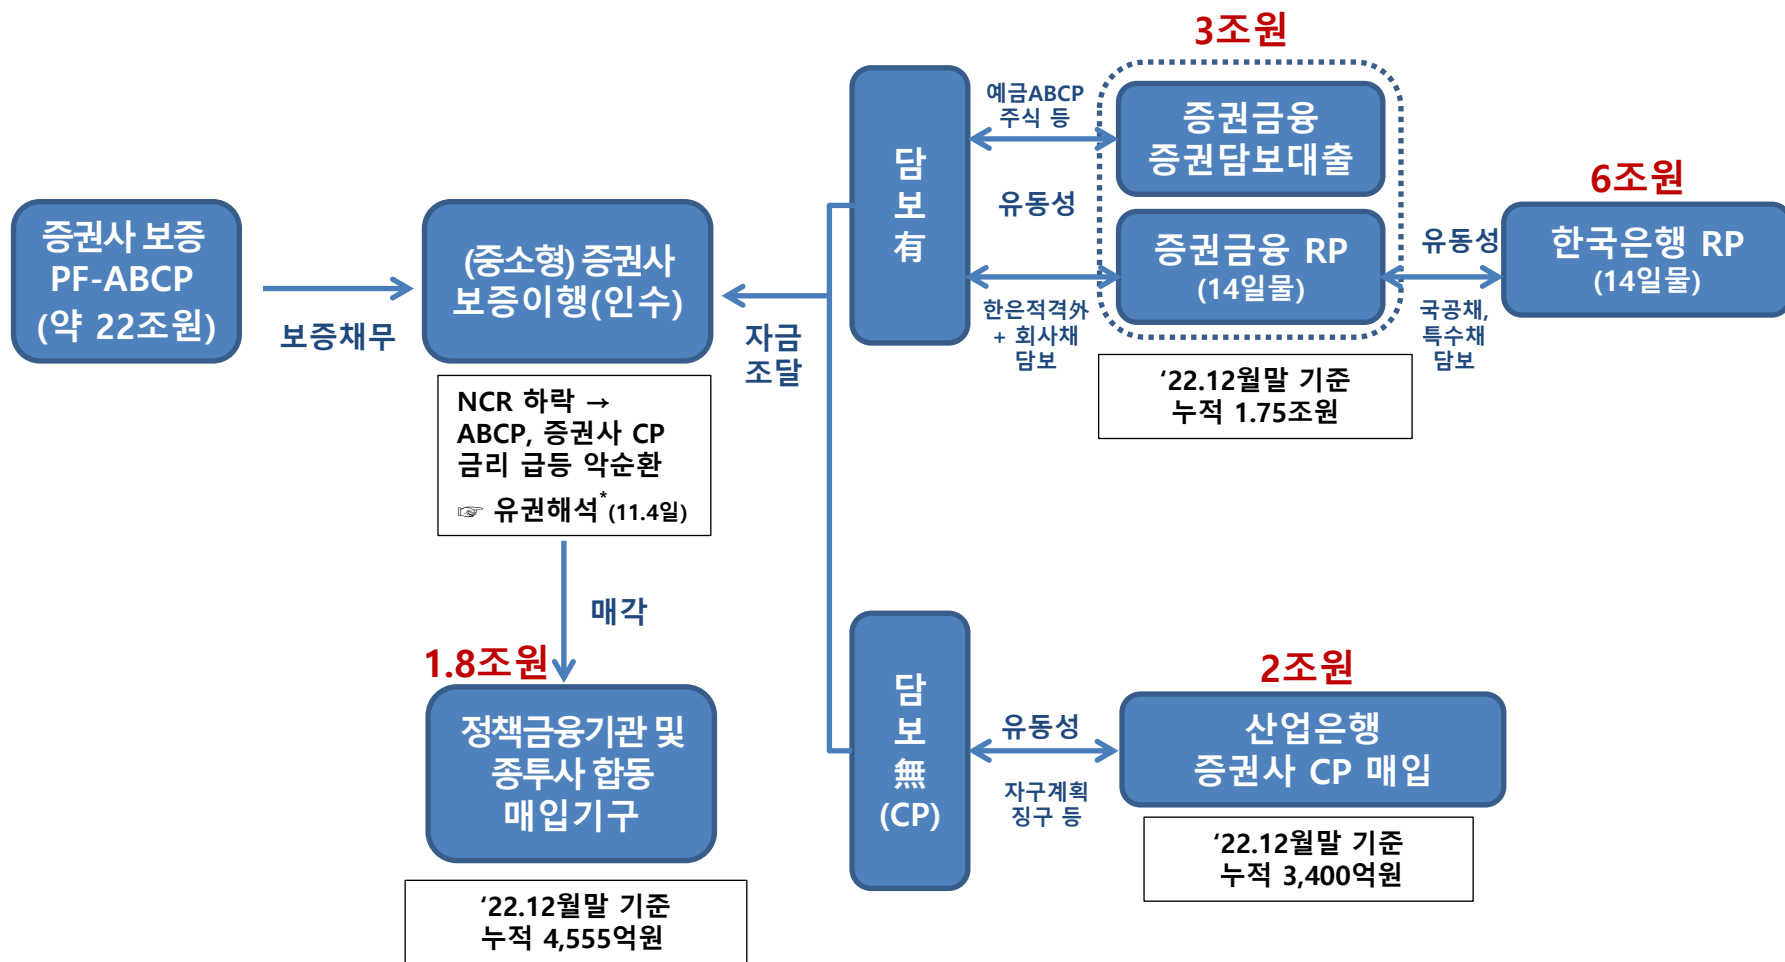 증권사 보증
PF-ABCP
(약 22조원)
보증채무
(중소형) 증권사
보증이행(인수)
NCR 하락 →
ABCP, 증권사 CP
금리 급등 악순환
☞ 유권해석* (11.4일)
매각
1.8조원
정책금융기관 및
종투사 합동
매입기구
‘22.12월말 기준
누적 4,555억원
자금
조달
담
보
有
예금ABCP
주식 등
유동성
한은적격外
+ 회사채
담보
3조원
증권금융
증권담보대출
증권금융 RP
(14일물)
‘22.12월말 기준
누적 1.75조원
유동성
국공채,
특수채
담보
6조원
한국은행 RP
(14일물)
담
보
無
(CP)
유동성
자구계획
징구 등
2조원
산업은행
증권사 CP 매입
‘22.12월말 기준
누적 3,400억원